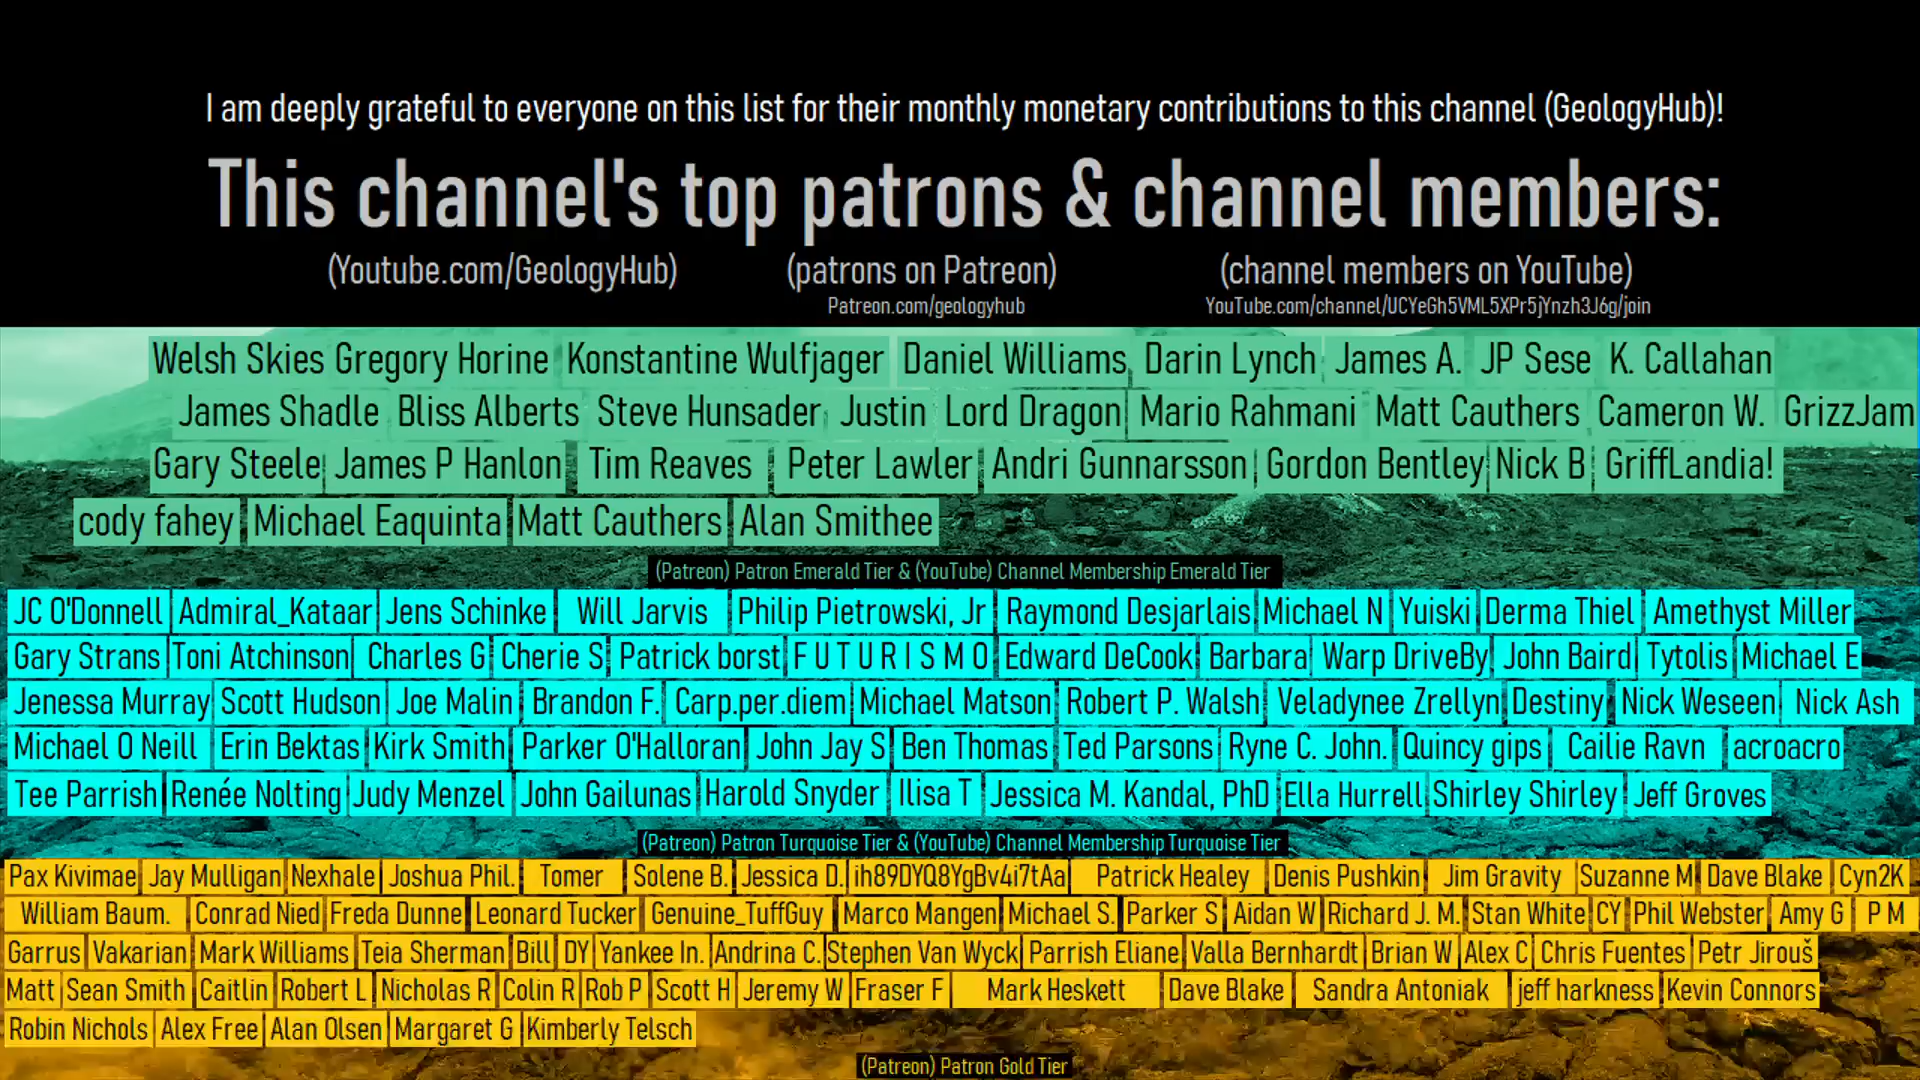 I am deeply grateful to everyone on this list for their monthly monetary contributions to this channel (GeologyHub)!
This channel's top patrons & channel members:
(Youtube.com/GeologyHub) (patrons on Patreon) (channel members on YouTube)
Patreon.com/geologyhub YouTube.com/channel/UCYeGh5VML5XPr5jYnzh3J6g/join
Welsh Skies Gregory Horine Konstantine Wulfjager Daniel Williams Darin Lynch James A. JP Sese K. Callahan
James Shadle Bliss Alberts Steve Hunsader Justin Lord Dragon Mario Rahmani Matt Cauthers Cameron W. GrizzJam
Gary Steele James P Hanlon Tim Reaves Peter Lawler Andri Gunnarsson Gordon Bentley Nick B GriffLandia!
cody fahey Michael Eaquinta Matt Cauthers Alan Smithee
(Patreon) Patron Emerald Tier & (YouTube) Channel Membership Emerald Tier
JC O'Donnell Admiral_Kataar Jens Schinke Will Jarvis Philip Pietrowski, Jr Raymond Desjarlais Michael N Yuiski Derma Thiel Amethyst Miller
Gary Strans Toni Atchinson Charles G Cherie S Patrick borst F U T U R I S M O Edward DeCook Barbara Warp DriveBy John Baird Tytolis Michael E
Jenessa Murray Scott Hudson Joe Malin Brandon F. Carp.per.diem Michael Matson Robert P. Walsh Veladynee Zrellyn Destiny Nick Weseen Nick Ash
Michael O Neill Erin Bektas Kirk Smith Parker O'Halloran John Jay S Ben Thomas Ted Parsons Ryne C. John. Quincy gips Cailie Ravn acroacro
Tee Parrish Renée Nolting Judy Menzel John Gailunas Harold Snyder Ilisa T Jessica M. Kandal, PhD Ella Hurrell Shirley Shirley Jeff Groves
(Patreon) Patron Turquoise Tier & (YouTube) Channel Membership Turquoise Tier
Pax Kivimae Jay Mulligan Nexhale Joshua Phil. Tomer Solene B. Jessica D. ih89DYQ8YgBv4i7tAa Patrick Healey Denis Pushkin Jim Gravity Suzanne M Dave Blake Cyn2K
William Baum. Conrad Nied Freda Dunne Leonard Tucker Genuine_TuffGuy Marco Mangen Michael S. Parker S Aidan W Richard J. M. Stan White CY Phil Webster Amy G P M
Garrus Vakarian Mark Williams Teia Sherman Bill DY Yankee In. Andrina C. Stephen Van Wyck Parrish Eliane Valla Bernhardt Brian W Alex C Chris Fuentes Petr Jirouš
Matt Sean Smith Caitlin Robert L Nicholas R Colin R Rob P Scott H Jeremy W Fraser F Mark Heskett Dave Blake Sandra Antoniak jeff harkness Kevin Connors
Robin Nichols Alex Free Alan Olsen Margaret G Kimberly Telsch
(Patreon) Patron Gold Tier